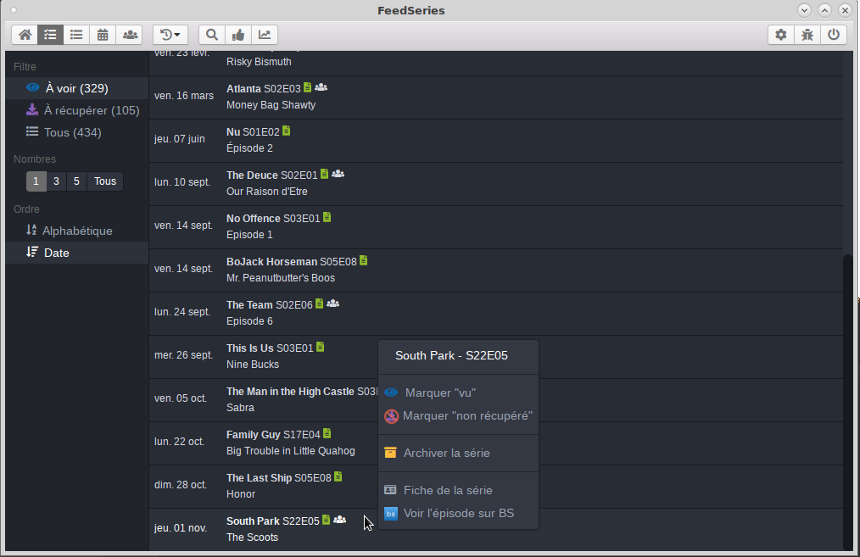 FeedSeries
Filtre
À voir (329)
À récupérer (105)
Tous (434)
Nombres
1 3 5 Tous
Ordre
Alphabétique
Date
ven. 23 févr.
Risky Bismuth
ven. 16 mars
Atlanta S02E03
Money Bag Shawty
jeu. 07 juin
Nu S01E02
Épisode 2
lun. 10 sept.
The Deuce S02E01
Our Raison d'Etre
ven. 14 sept.
No Offence S03E01
Episode 1
ven. 14 sept.
BoJack Horseman S05E08
Mr. Peanutbutter's Boos
lun. 24 sept.
The Team S02E06
Episode 6
mer. 26 sept.
This Is Us S03E01
Nine Bucks
ven. 05 oct.
The Man in the High Castle
Sabra
lun. 22 oct.
Family Guy S17E04
Big Trouble in Little Quahog
dim. 28 oct.
The Last Ship S05E08
Honor
jeu. 01 nov.
South Park S22E05
The Scoots
South Park - S22E05
Marquer "vu"
Marquer "non récupéré"
Archiver la série
Fiche de la série
bs Voir l'épisode sur BS